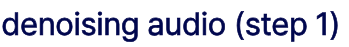 denoising audio (step 1)